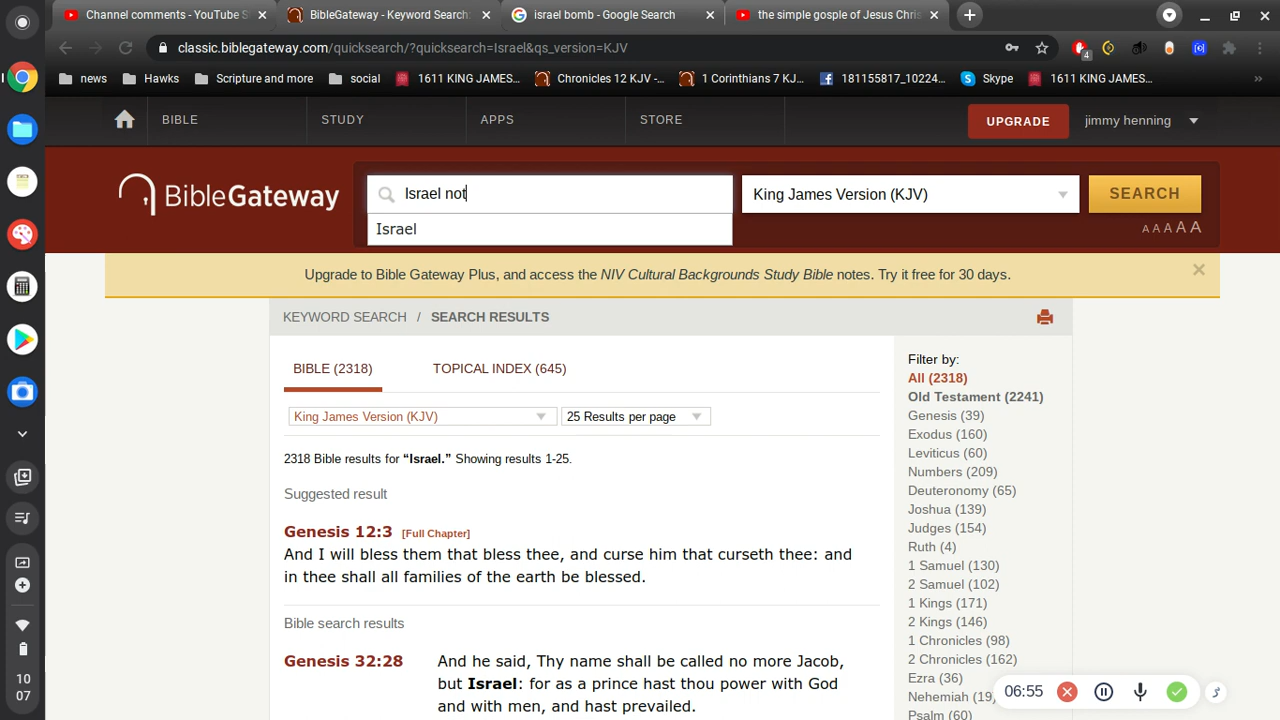 Channel comments - YouTube S
BibleGateway - Keyword Search
israel bomb - Google Search
the simple gosple of Jesus Chris
classic.biblegateway.com/quicksearch/?quicksearch=Israel&qs_version=KJV
4
news
Hawks
Scripture and more
social
1611 KING JAMES...
Chronicles 12 KJV -...
1 Corinthians 7 KJ...
181155817_10224...
Skype
1611 KING JAMES...
»
BIBLE
STUDY
APPS
STORE
UPGRADE
jimmy henning
BibleGateway
Israel not
King James Version (KJV)
SEARCH
Israel
A A A A A
Upgrade to Bible Gateway Plus, and access the NIV Cultural Backgrounds Study Bible notes. Try it free for 30 days.
KEYWORD SEARCH / SEARCH RESULTS
BIBLE (2318)
TOPICAL INDEX (645)
King James Version (KJV)
25 Results per page
2318 Bible results for “Israel.” Showing results 1-25.
Suggested result
Genesis 12:3 [Full Chapter]
And I will bless them that bless thee, and curse him that curseth thee: and
in thee shall all families of the earth be blessed.
Bible search results
Genesis 32:28
And he said, Thy name shall be called no more Jacob,
but Israel: for as a prince hast thou power with God
and with men, and hast prevailed.
Filter by:
All (2318)
Old Testament (2241)
Genesis (39)
Exodus (160)
Leviticus (60)
Numbers (209)
Deuteronomy (65)
Joshua (139)
Judges (154)
Ruth (4)
1 Samuel (130)
2 Samuel (102)
1 Kings (171)
2 Kings (146)
1 Chronicles (98)
2 Chronicles (162)
Ezra (36)
Nehemiah (19)
Psalm (60)
06:55
10
07